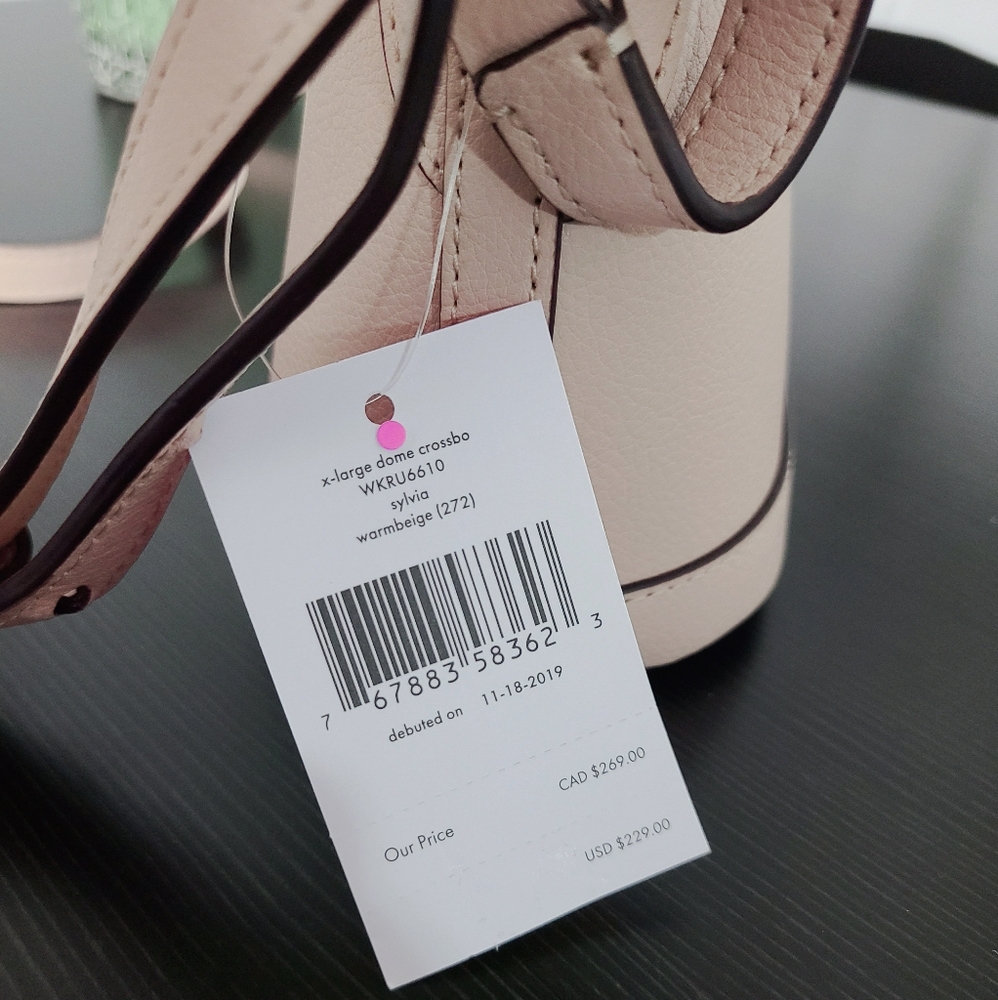 x-large dome crossbo
WKRU6610
sylvia
warmbeige (272)
7 67883 58362 3
debuted on 11-18-2019
CAD $269.00
Our Price
USD $229.00